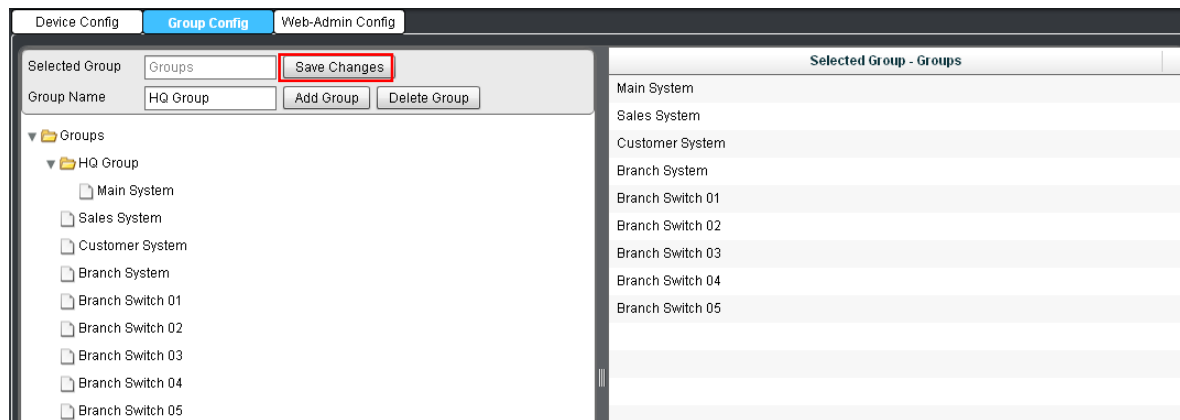 Device Config
Group Config
Web-Admin Config
Selected Group
Groups
Save Changes
Group Name
HQ Group
Add Group
Delete Group
Groups
HQ Group
Main System
Sales System
Customer System
Branch System
Branch Switch 01
Branch Switch 02
Branch Switch 03
Branch Switch 04
Branch Switch 05
Selected Group - Groups
Main System
Sales System
Customer System
Branch System
Branch Switch 01
Branch Switch 02
Branch Switch 03
Branch Switch 04
Branch Switch 05